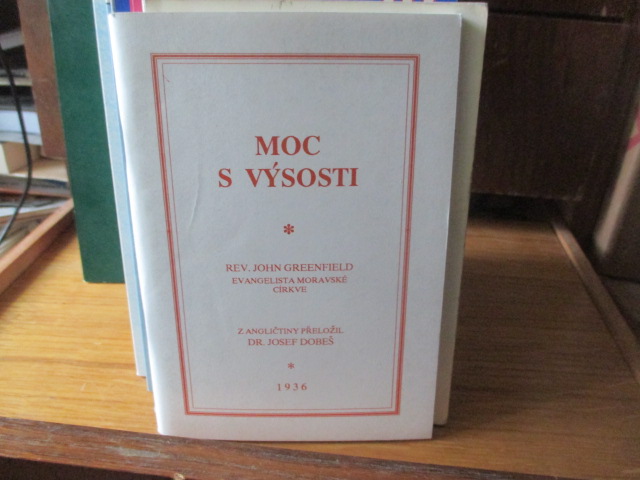 MOC
S VÝSOSTI
*
REV. JOHN GREENFIELD
EVANGELISTA MORAVSKÉ
CÍRKVE
Z ANGLIČTINY PŘELOŽIL
DR. JOSEF DOBEŠ
*
1936